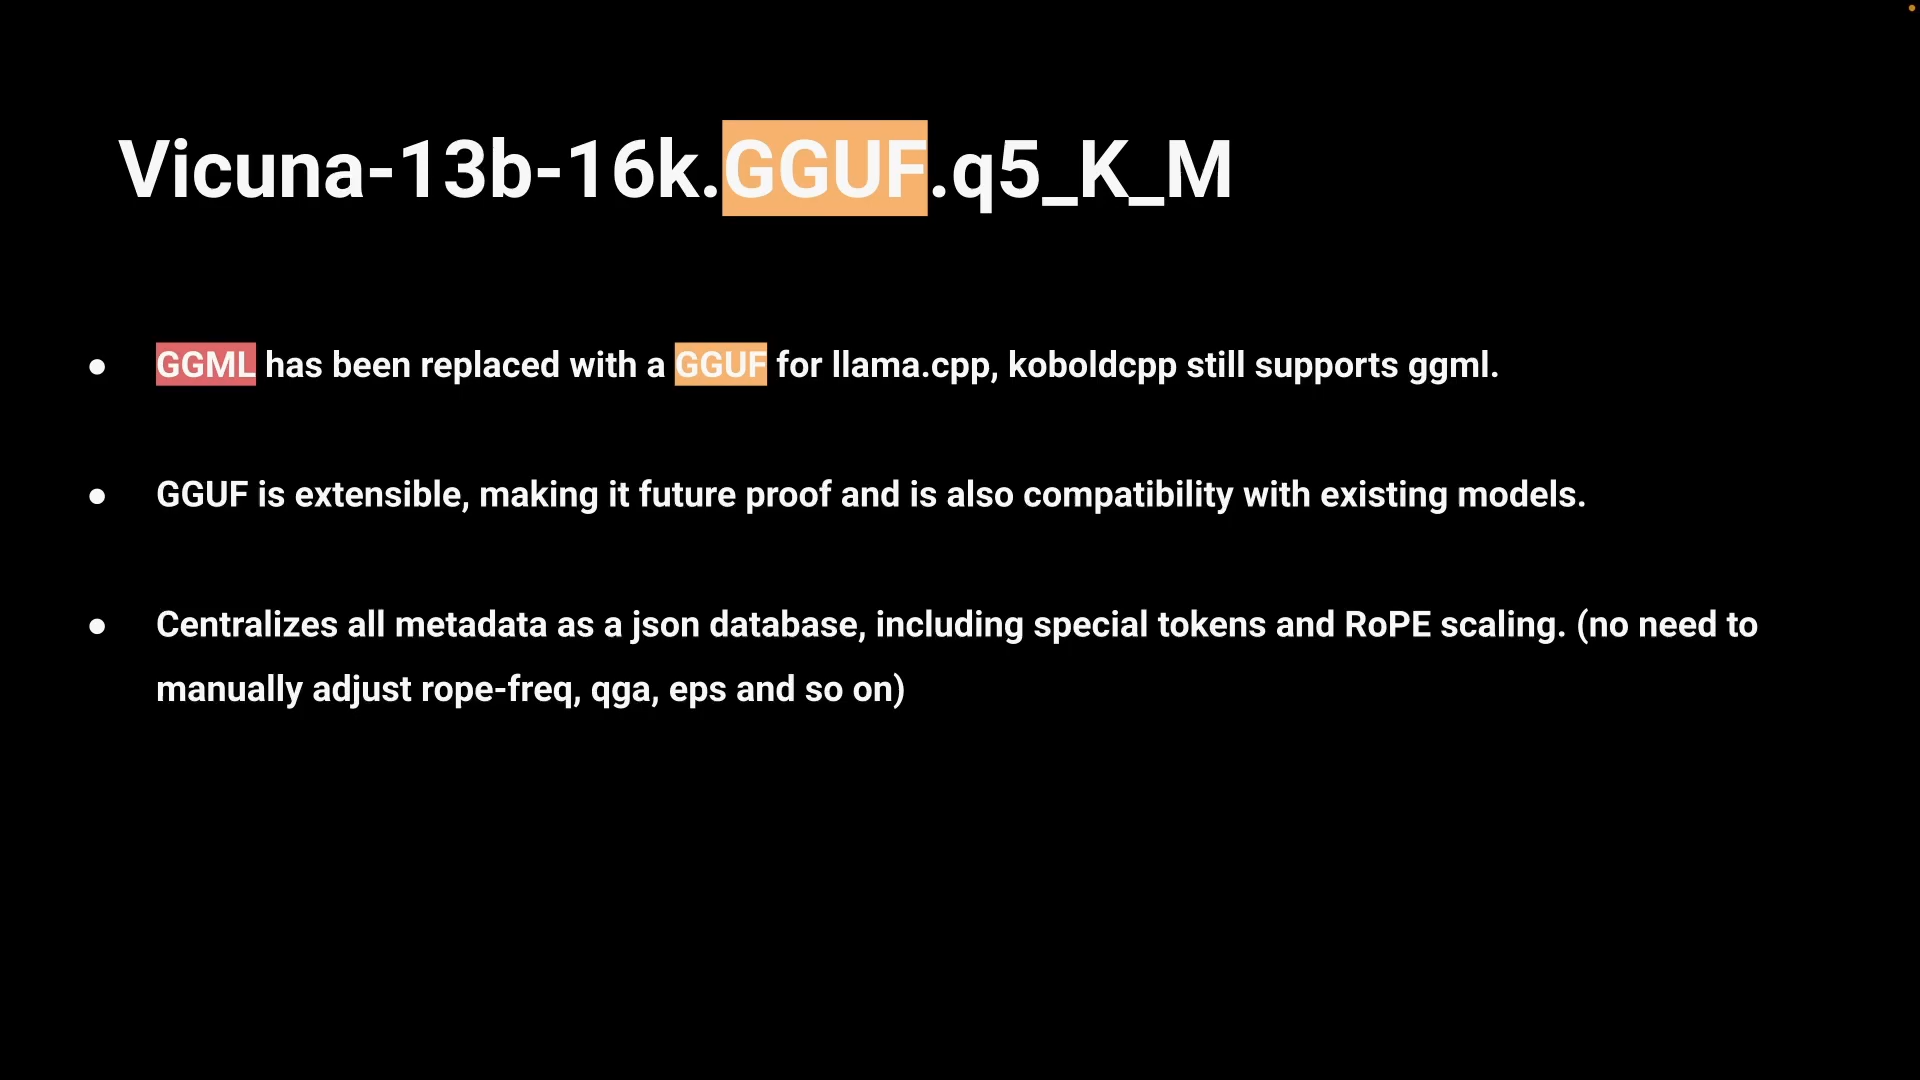 Vicuna-13b-16k.GGUF.q5_K_M
● GGML has been replaced with a GGUF for llama.cpp, koboldcpp still supports ggml.
● GGUF is extensible, making it future proof and is also compatibility with existing models.
● Centralizes all metadata as a json database, including special tokens and RoPE scaling. (no need to
manually adjust rope-freq, qga, eps and so on)